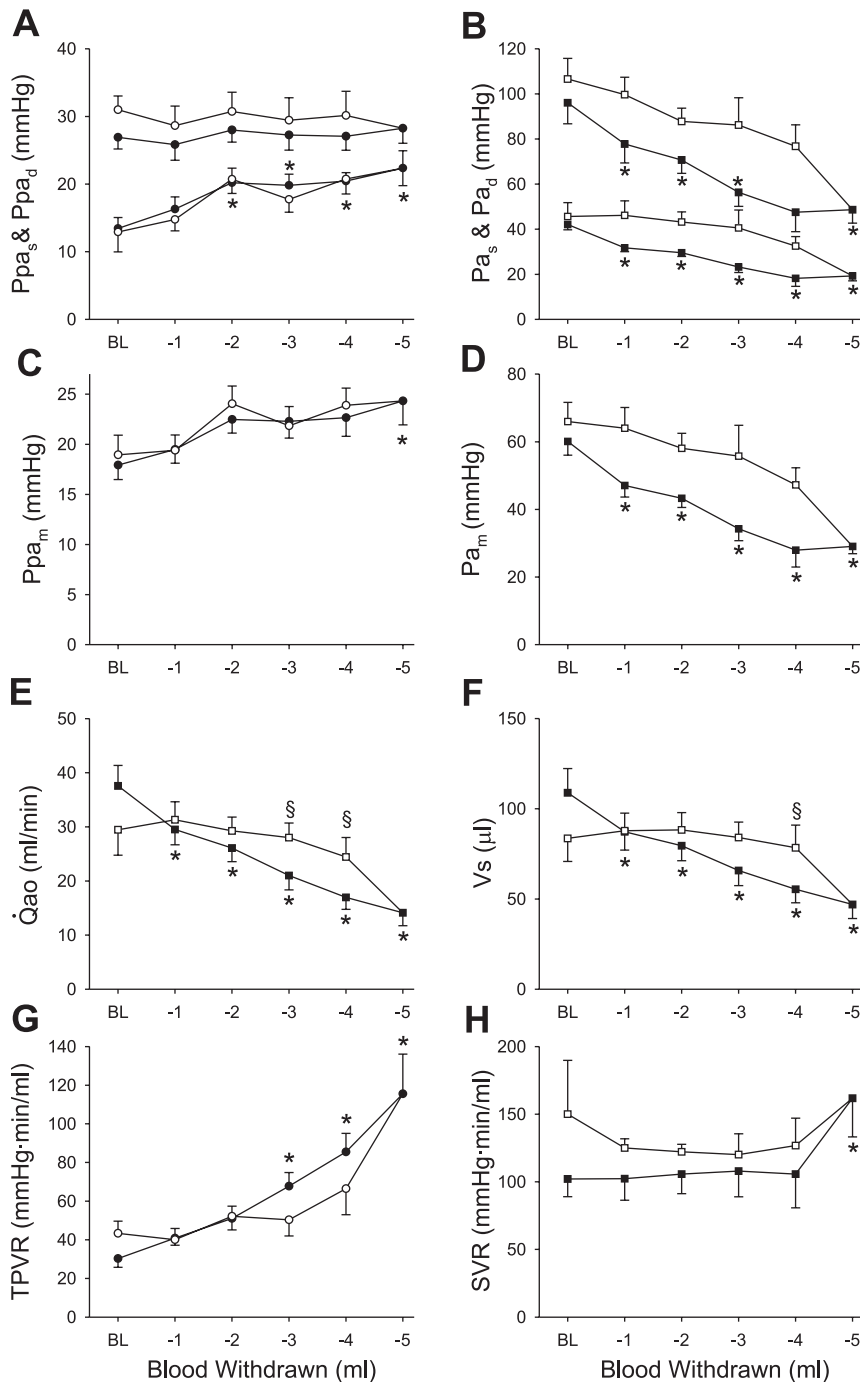 A
Ppas & Ppad (mmHg)
40
30
20
10
0
* * * *
BL -1 -2 -3 -4 -5
B
Pas & Pad (mmHg)
120
100
80
60
40
20
0
* * * *
* * * * *
BL -1 -2 -3 -4 -5
C
Ppam (mmHg)
25
20
15
10
5
0
*
BL -1 -2 -3 -4 -5
D
Pam (mmHg)
80
60
40
20
0
* * * * *
BL -1 -2 -3 -4 -5
E
Q̇ao (ml/min)
50
40
30
20
10
0
§ §
* * * * *
BL -1 -2 -3 -4 -5
F
Vs (µl)
150
100
50
0
§
* * * * *
BL -1 -2 -3 -4 -5
G
TPVR (mmHg·min/ml)
140
120
100
80
60
40
20
0
* * *
BL -1 -2 -3 -4 -5
Blood Withdrawn (ml)
H
SVR (mmHg·min/ml)
200
150
100
50
0
*
BL -1 -2 -3 -4 -5
Blood Withdrawn (ml)